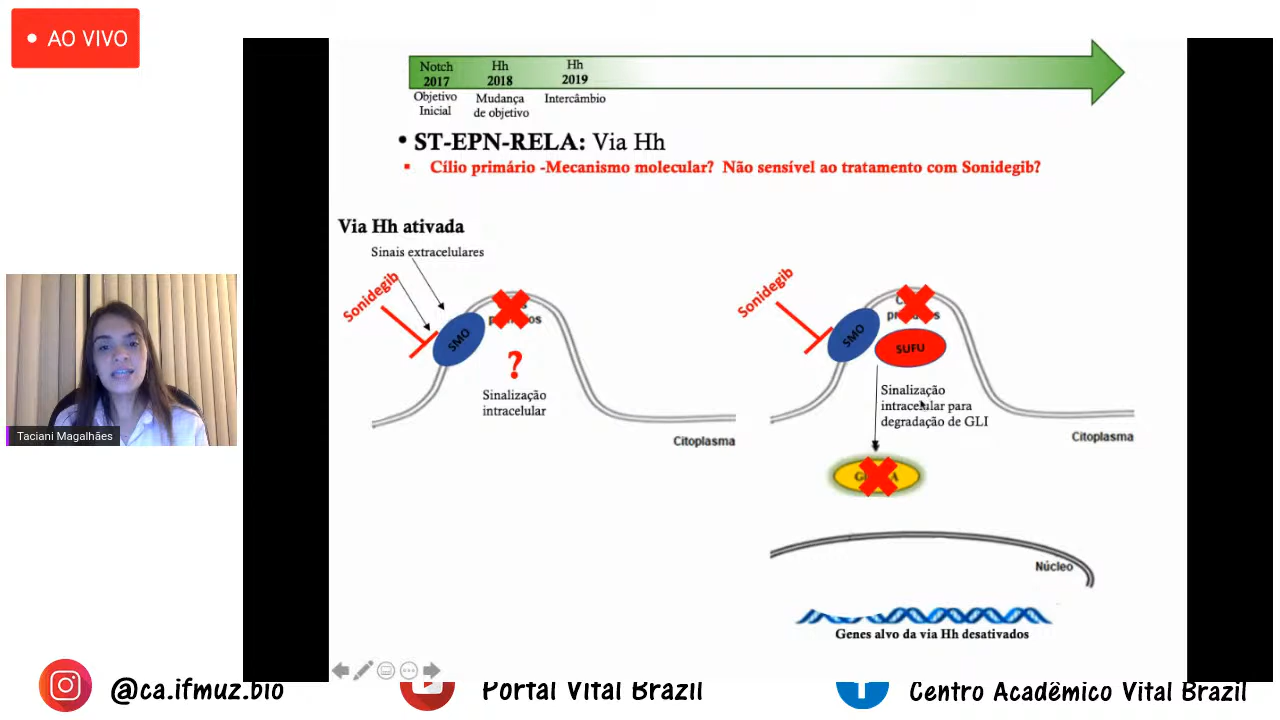 AO VIVO
Notch
2017
Objetivo
Inicial
Hh
2018
Mudança
de objetivo
Hh
2019
Intercâmbio
• ST-EPN-RELA: Via Hh
Cílio primário -Mecanismo molecular? Não sensível ao tratamento com Sonidegib?
Via Hh ativada
Sinais extracelulares
Sonidegib
SMO
?
Sinalização
intracelular
Citoplasma
Sonidegib
SMO
SUFU
Sinalização
intracelular para
degradação de GLI
Citoplasma
Núcleo
Genes alvo da via Hh desativados
Taciani Magalhães
@ca.ifmuz.bio
Portal Vital Brazil
Centro Acadêmico Vital Brazil